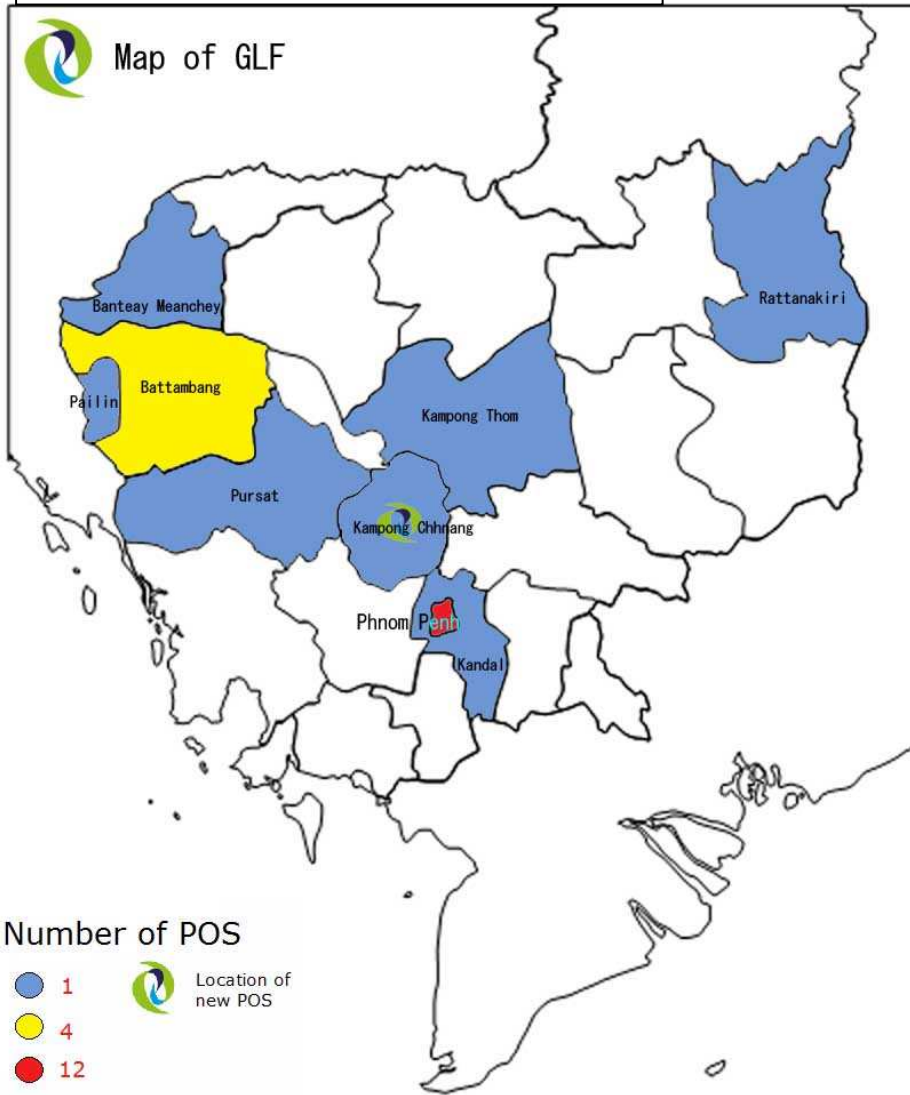 Map of GLF
Banteay Meanchey
Rattanakiri
Battambang
Pailin
Kampong Thom
Pursat
Kampong Chhnang
Phnom Penh
Kandal
Number of POS
1
4
12
Location of
new POS